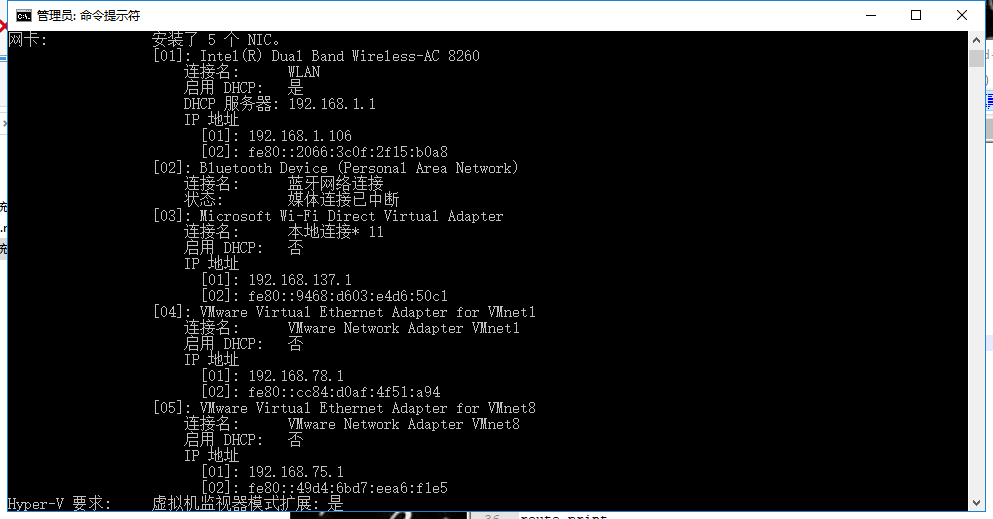 管理员: 命令提示符
网卡: 安装了 5 个 NIC。
[01]: Intel(R) Dual Band Wireless-AC 8260
连接名: WLAN
启用 DHCP: 是
DHCP 服务器: 192.168.1.1
IP 地址
[01]: 192.168.1.106
[02]: fe80::2066:3c0f:2f15:b0a8
[02]: Bluetooth Device (Personal Area Network)
连接名: 蓝牙网络连接
状态: 媒体连接已中断
[03]: Microsoft Wi-Fi Direct Virtual Adapter
连接名: 本地连接* 11
启用 DHCP: 否
IP 地址
[01]: 192.168.137.1
[02]: fe80::9468:d603:e4d6:50c1
[04]: VMware Virtual Ethernet Adapter for VMnet1
连接名: VMware Network Adapter VMnet1
启用 DHCP: 否
IP 地址
[01]: 192.168.78.1
[02]: fe80::cc84:d0af:4f51:a94
[05]: VMware Virtual Ethernet Adapter for VMnet8
连接名: VMware Network Adapter VMnet8
启用 DHCP: 否
IP 地址
[01]: 192.168.75.1
[02]: fe80::49d4:6bd7:eea6:f1e5
Hyper-V 要求: 虚拟机监视器模式扩展: 是
36 route print